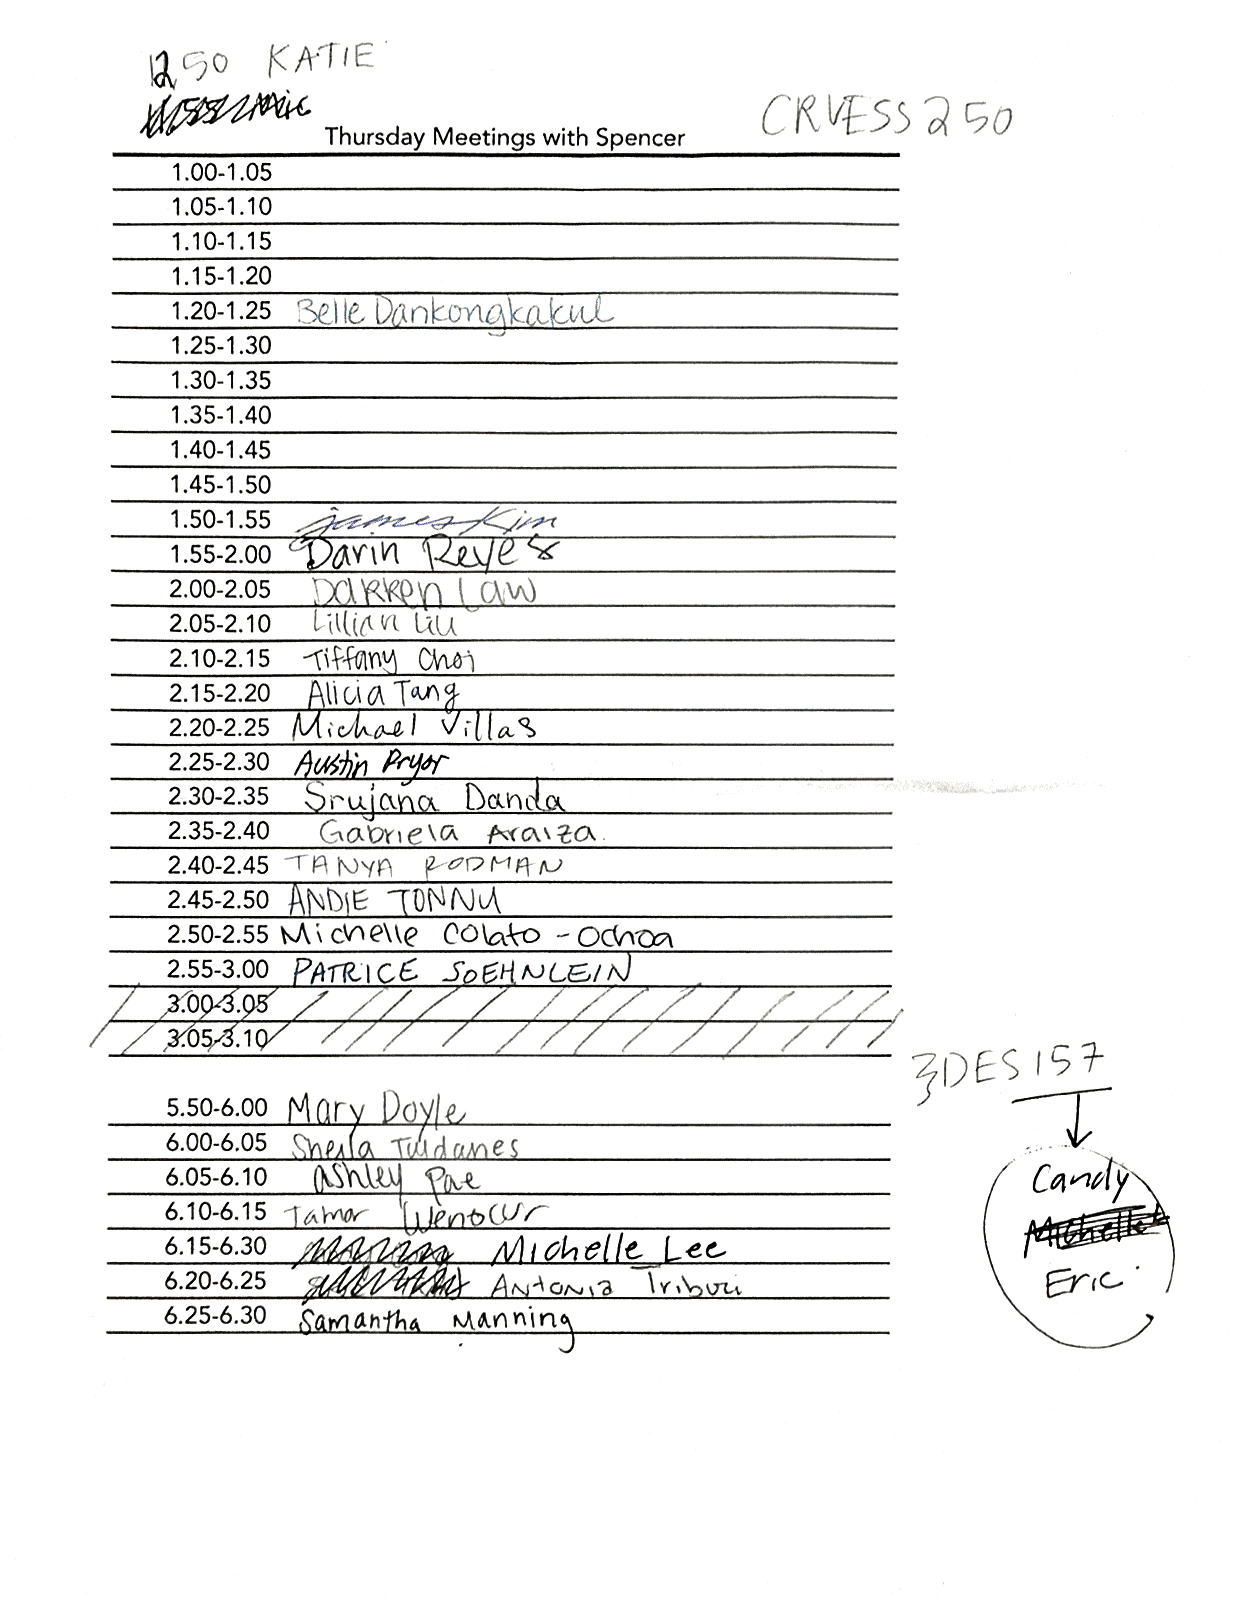 1250 KATIE
CRVESS 250
Thursday Meetings with Spencer
1.00-1.05
1.05-1.10
1.10-1.15
1.15-1.20
1.20-1.25 Belle Dankongkakul
1.25-1.30
1.30-1.35
1.35-1.40
1.40-1.45
1.45-1.50
1.50-1.55 James Kim
1.55-2.00 Darin Reyes
2.00-2.05 Darren Law
2.05-2.10 Lillian Liu
2.10-2.15 Tiffany Choi
2.15-2.20 Alicia Tang
2.20-2.25 Michael Villas
2.25-2.30 Austin Pryor
2.30-2.35 Srujana Danda
2.35-2.40 Gabriela Araiza
2.40-2.45 TANYA RODMAN
2.45-2.50 ANDIE TONNU
2.50-2.55 Michelle Colato-Ochoa
2.55-3.00 PATRICE SOEHNLEIN
3.00-3.05
3.05-3.10
DES 157
5.50-6.00 Mary Doyle
6.00-6.05 Sheila
6.05-6.10 Ashley Pae
Candy
6.10-6.15 Tamar Wenocur
Michelle
6.15-6.30 Michelle Lee
6.20-6.25 Antonia Triburi
Eric
6.25-6.30 Samantha Manning